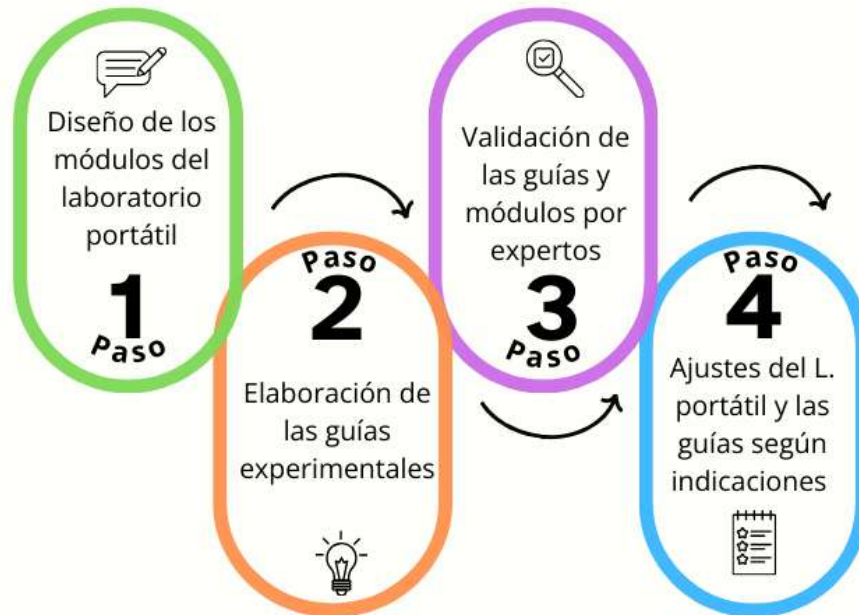 Diseño de los
módulos del
laboratorio
portátil
1
Paso
Paso
2
Elaboración de
las guías
experimentales
Validación de
las guías y
módulos por
expertos
3
Paso
Paso
4
Ajustes del L.
portátil y las
guías según
indicaciones